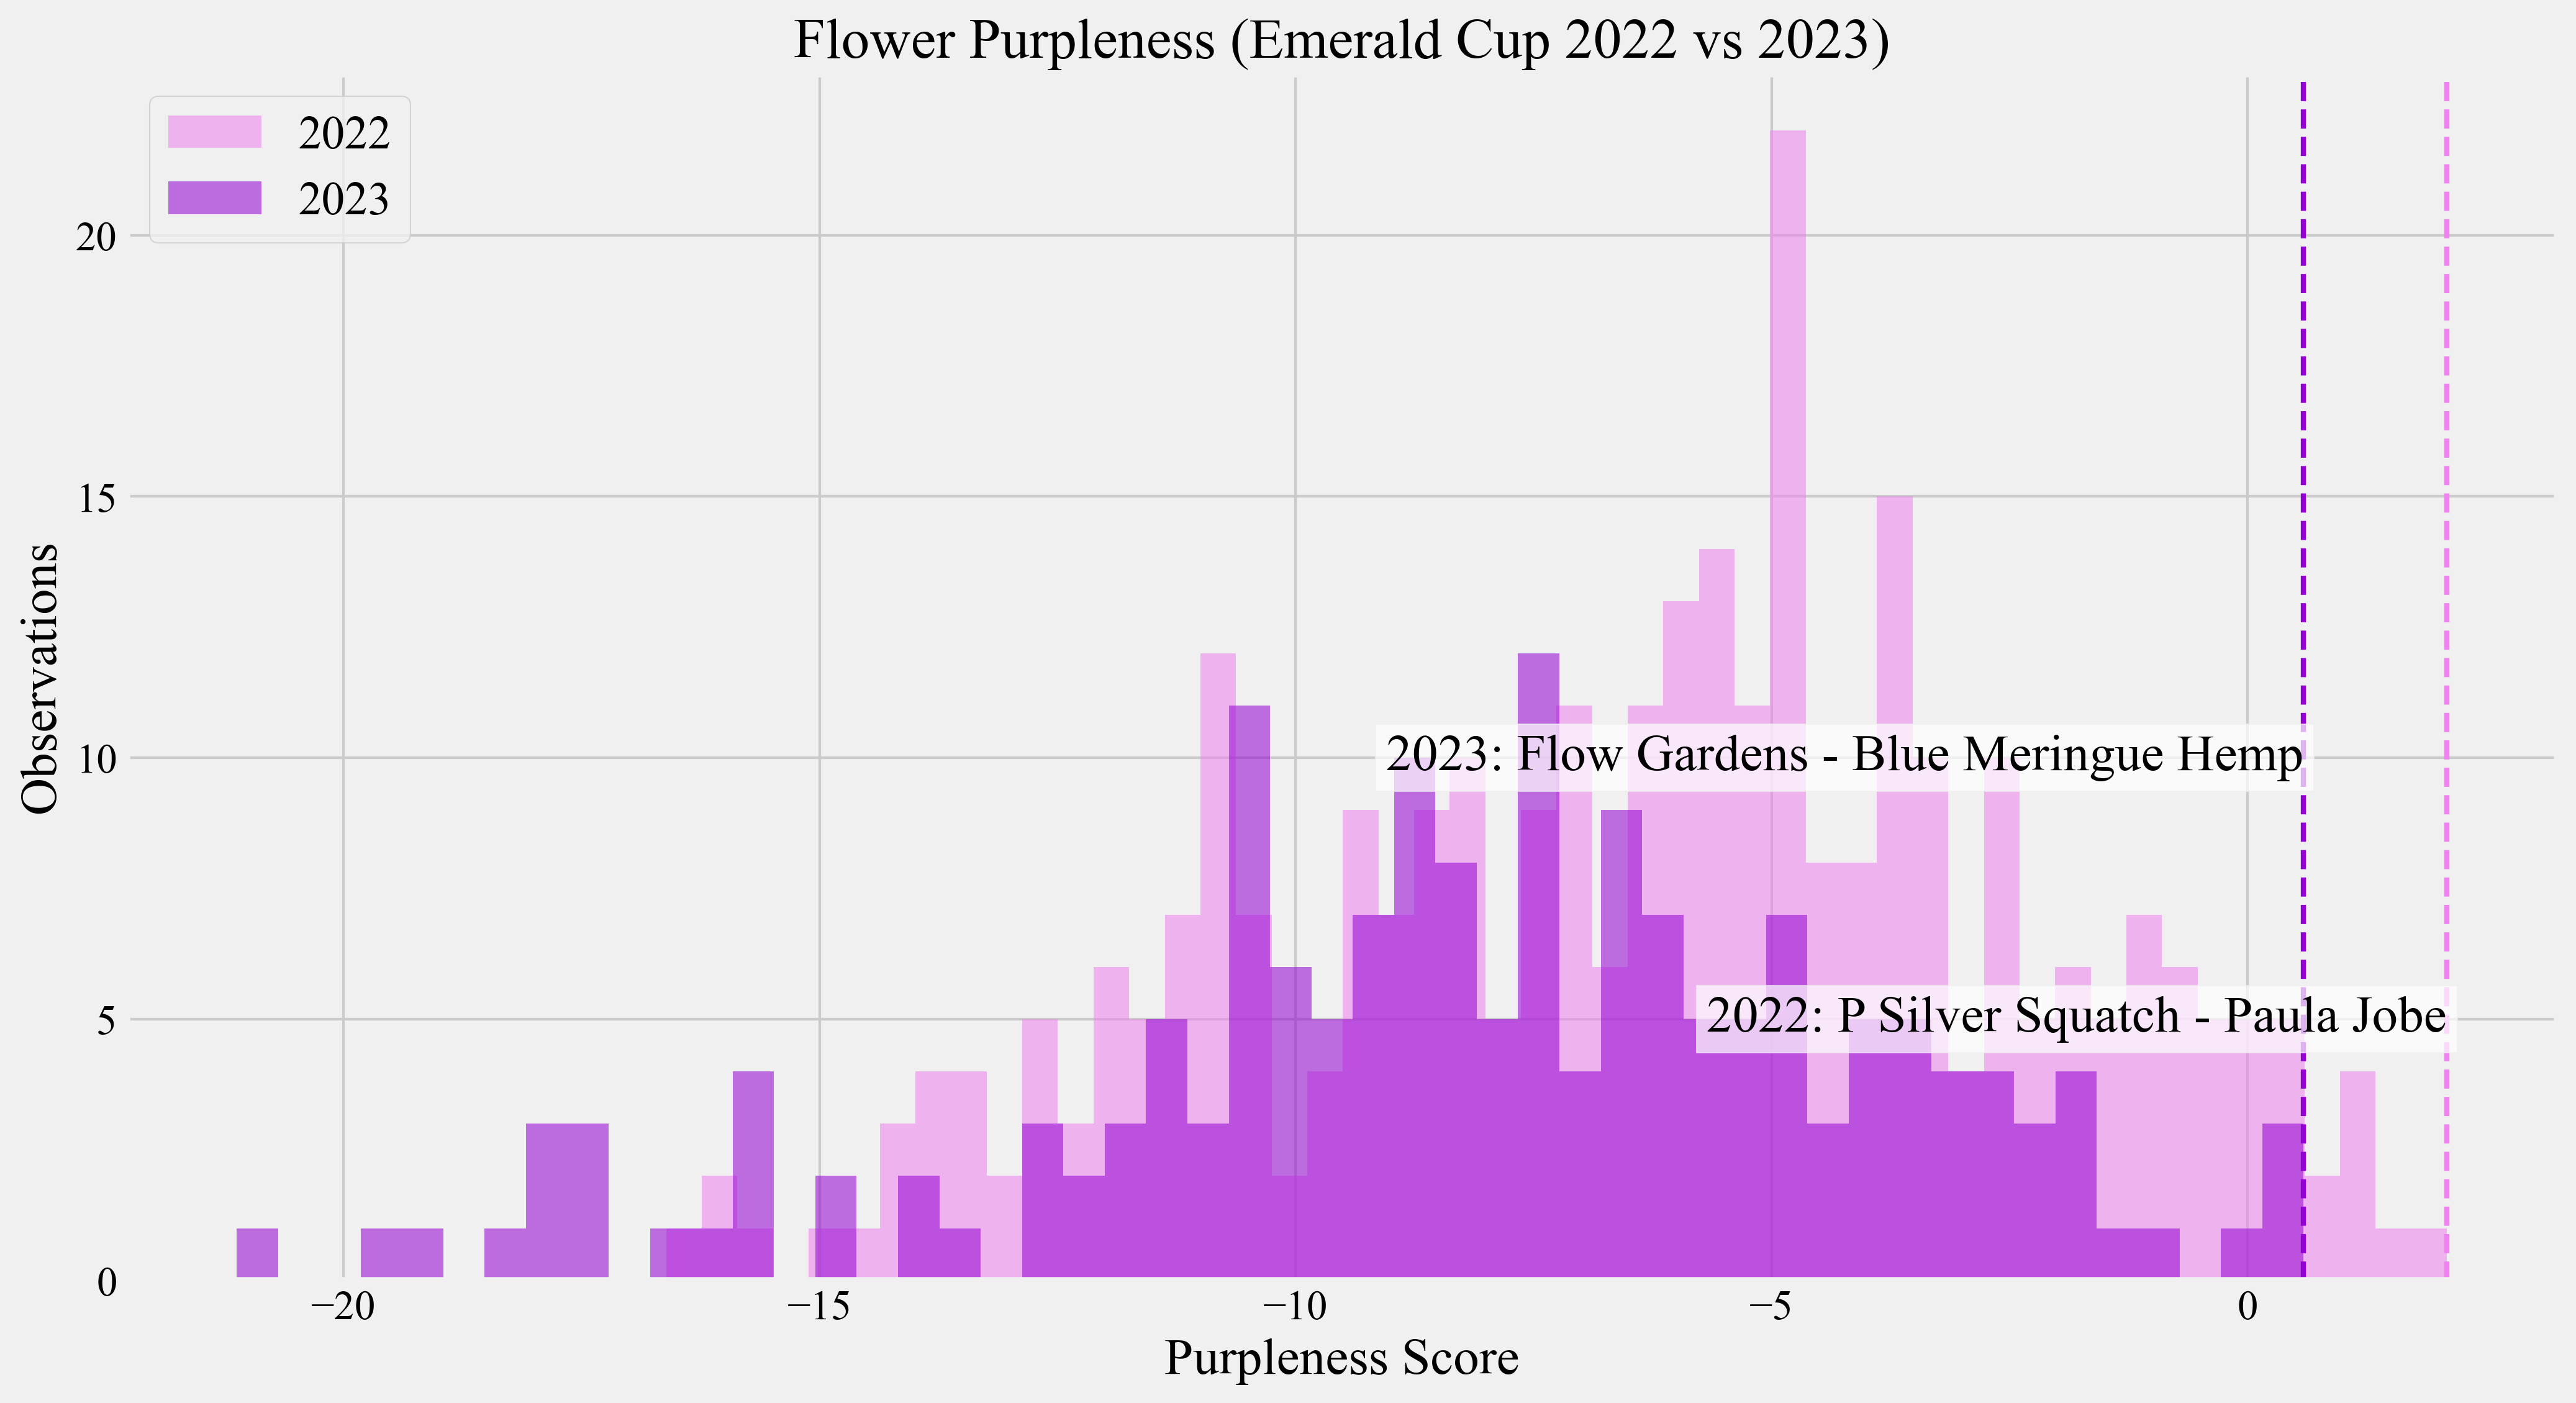 Flower Purpleness (Emerald Cup 2022 vs 2023)
2022
2023
20
15
10
5
0
Observations
2023: Flow Gardens - Blue Meringue Hemp
2022: P Silver Squatch - Paula Jobe
−20 −15 −10 −5 0
Purpleness Score